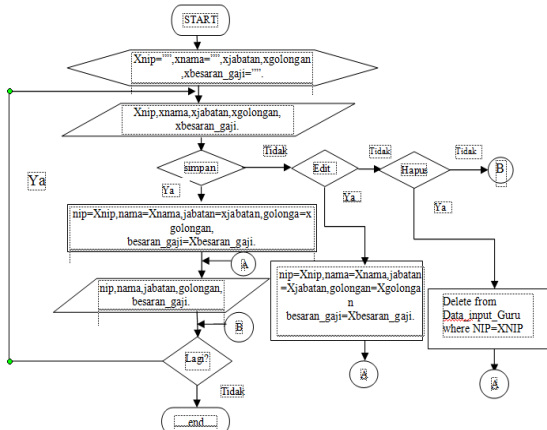 START
Xnip="",xnama="",xjabatan,xgolongan
,xbesaran_gaji="".
Xnip,xnama,xjabatan,xgolongan,
xbesaran_gaji.
simpan
Tidak
Edit
Tidak
Hapus
Tidak
B
Ya
Ya
Ya
Ya
nip=Xnip,nama=Xnama,jabatan=xjabatan,golonga=x
golongan,
besaran_gaji=Xbesaran_gaji.
A
nip,nama,jabatan,golongan,
besaran_gaji.
B
nip=Xnip,nama=Xnama,jabatan
=Xjabatan,golongan=Xgolonga
n
besaran_gaji=Xbesaran_gaji.
A
Delete from
Data_input_Guru
where NIP=XNIP
A
Lagi?
Tidak
end